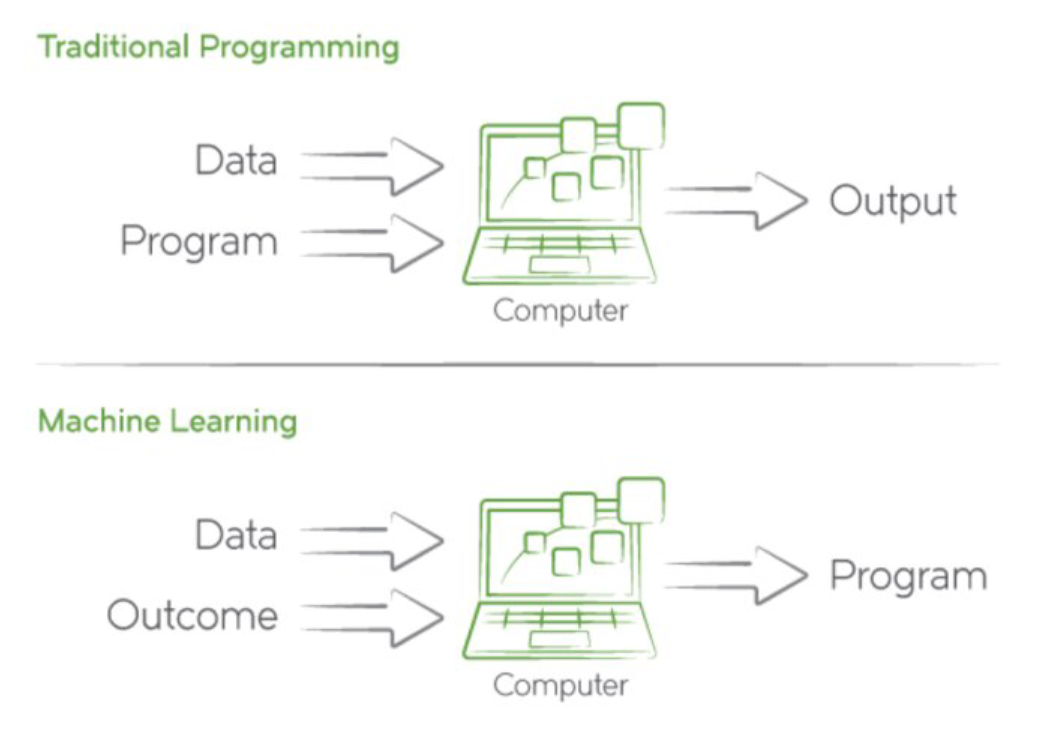 Traditional Programming
Data
Program
Output
Computer
Machine Learning
Data
Outcome
Program
Computer